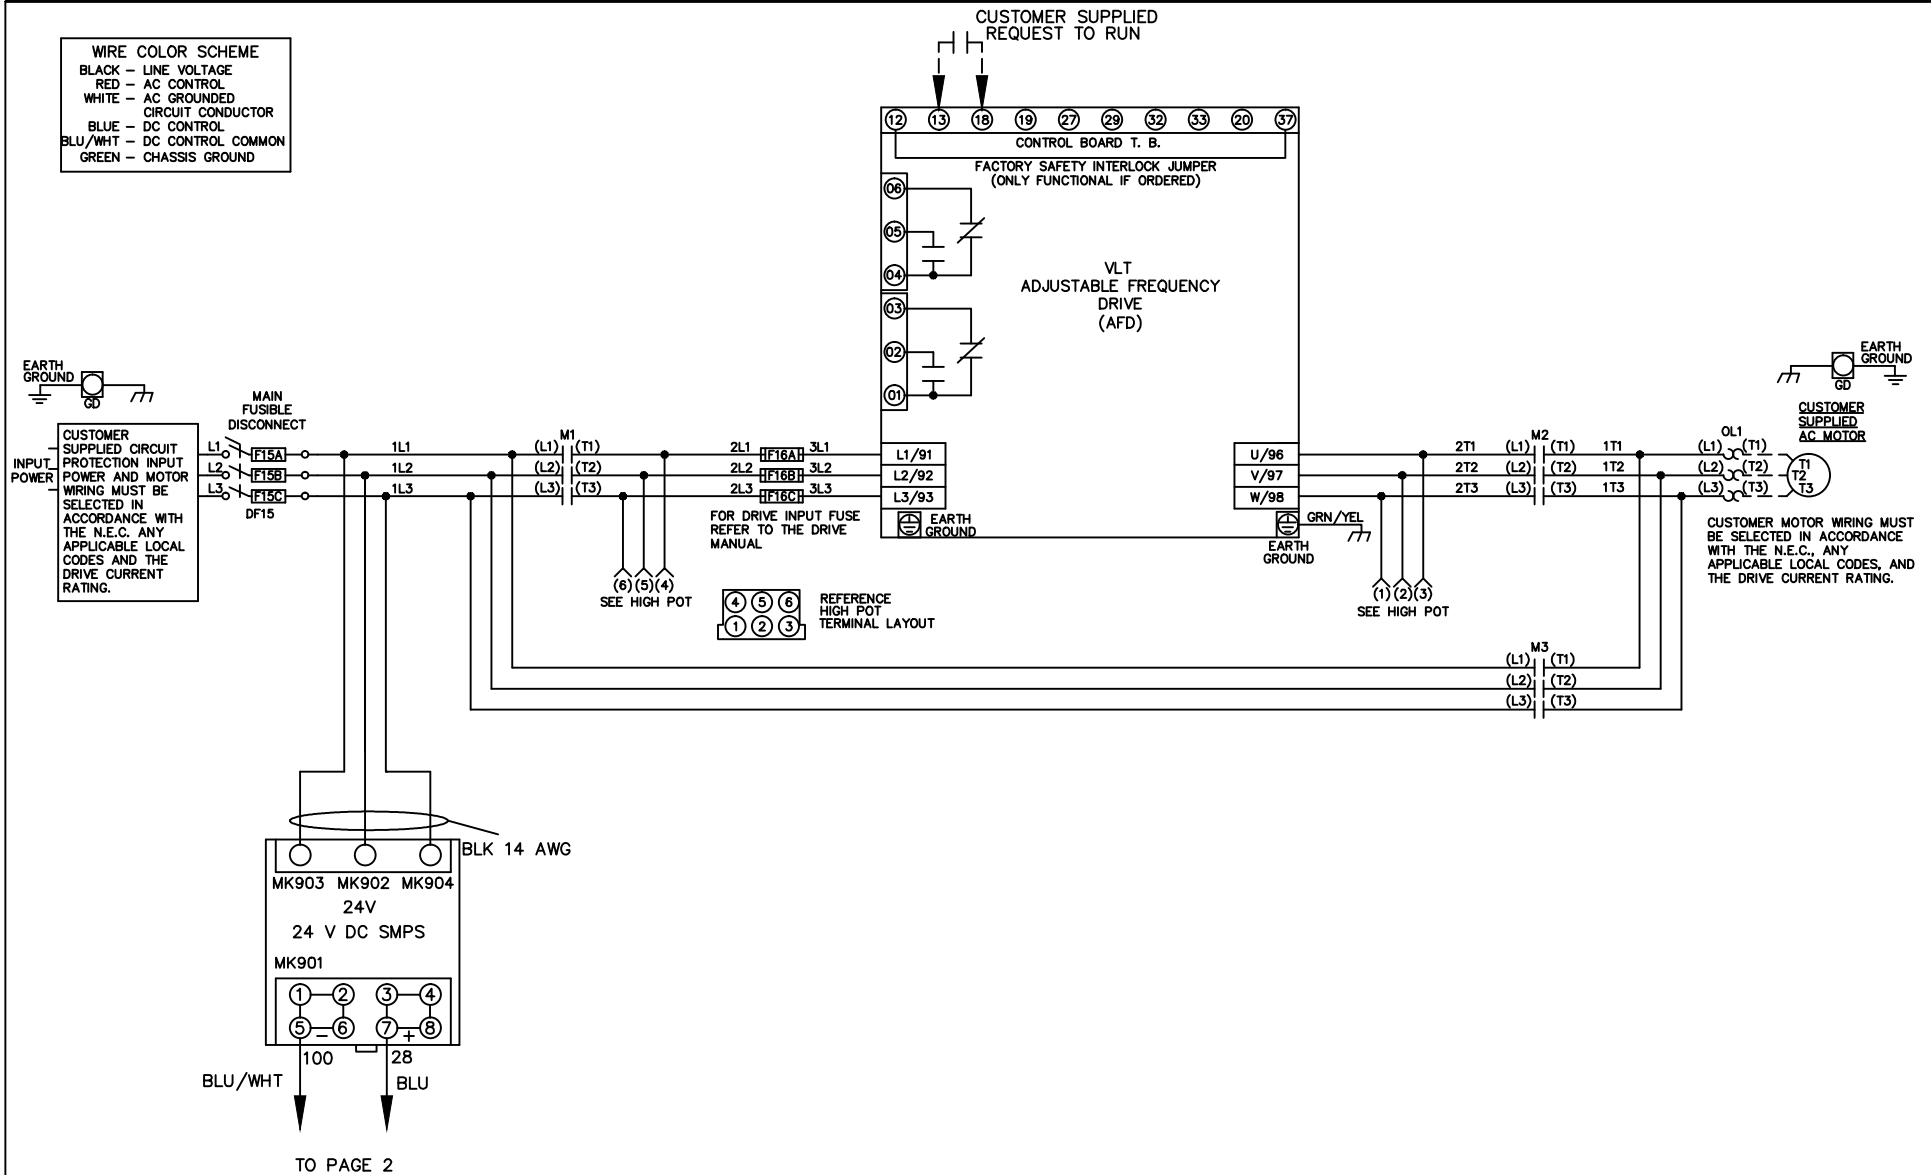 CUSTOMER SUPPLIED
REQUEST TO RUN
WIRE COLOR SCHEME
BLACK – LINE VOLTAGE
RED – AC CONTROL
WHITE – AC GROUNDED
CIRCUIT CONDUCTOR
BLUE – DC CONTROL
BLU/WHT – DC CONTROL COMMON
GREEN – CHASSIS GROUND
12 13 18 19 27 29 32 33 20 37
CONTROL BOARD T. B.
FACTORY SAFETY INTERLOCK JUMPER
(ONLY FUNCTIONAL IF ORDERED)
06
05
04
03
02
01
VLT
ADJUSTABLE FREQUENCY
DRIVE
(AFD)
EARTH
GROUND
GD
MAIN
FUSIBLE
DISCONNECT
INPUT
POWER
CUSTOMER
SUPPLIED CIRCUIT
PROTECTION INPUT
POWER AND MOTOR
WIRING MUST BE
SELECTED IN
ACCORDANCE WITH
THE N.E.C. ANY
APPLICABLE LOCAL
CODES AND THE
DRIVE CURRENT
RATING.
L1 F15A 1L1 (L1) M1 (T1) 2L1 F16A 3L1 L1/91
L2 F15B 1L2 (L2) (T2) 2L2 F16B 3L2 L2/92
L3 F15C 1L3 (L3) (T3) 2L3 F16C 3L3 L3/93
DF15
FOR DRIVE INPUT FUSE
REFER TO THE DRIVE
MANUAL
EARTH
GROUND
(6) (5) (4)
SEE HIGH POT
4 5 6
1 2 3
REFERENCE
HIGH POT
TERMINAL LAYOUT
U/96 2T1 (L1) M2 (T1) 1T1 (L1) OL1 (T1) T1
V/97 2T2 (L2) (T2) 1T2 (L2) (T2) T2
W/98 2T3 (L3) (T3) 1T3 (L3) (T3) T3
GRN/YEL
EARTH
GROUND
(1) (2) (3)
SEE HIGH POT
EARTH
GROUND
GD
CUSTOMER
SUPPLIED
AC MOTOR
CUSTOMER MOTOR WIRING MUST
BE SELECTED IN ACCORDANCE
WITH THE N.E.C., ANY
APPLICABLE LOCAL CODES, AND
THE DRIVE CURRENT RATING.
M3
(L1) (T1)
(L2) (T2)
(L3) (T3)
BLK 14 AWG
MK903 MK902 MK904
24V
24 V DC SMPS
MK901
1 2 3 4
5 – 6 7 + 8
100 28
BLU/WHT BLU
TO PAGE 2